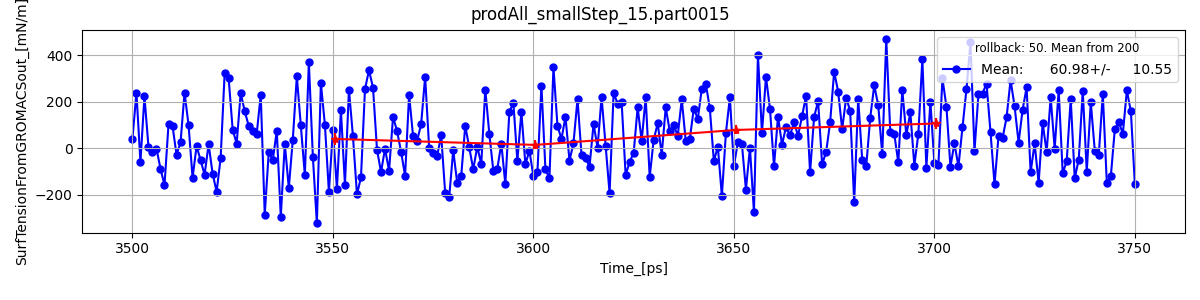 prodAll_smallStep_15.part0015
SurfTensionFromGROMACSout_[mN/m]
400
200
0
−200
rollback: 50. Mean from 200
Mean: 60.98+/- 10.55
3500 3550 3600 3650 3700 3750
Time_[ps]